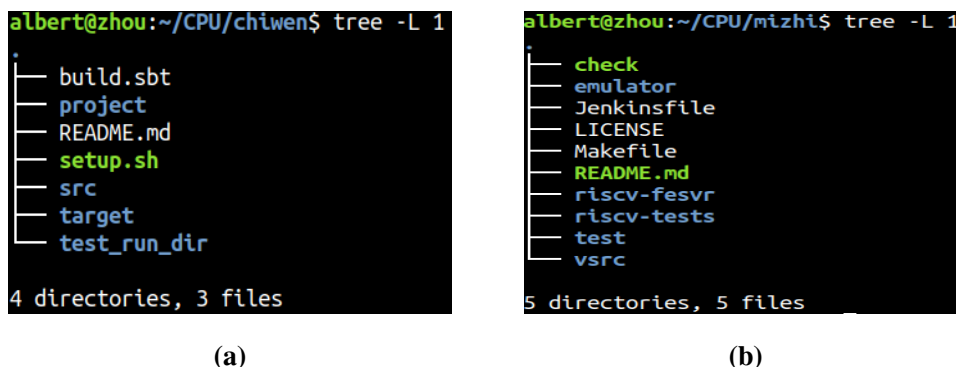 albert@zhou:~/CPU/chiwen$ tree -L 1
.
├── build.sbt
├── project
├── README.md
├── setup.sh
├── src
├── target
└── test_run_dir
4 directories, 3 files
(a)
albert@zhou:~/CPU/mizhi$ tree -L 1
.
├── check
├── emulator
├── Jenkinsfile
├── LICENSE
├── Makefile
├── README.md
├── riscv-fesvr
├── riscv-tests
├── test
└── vsrc
5 directories, 5 files
(b)